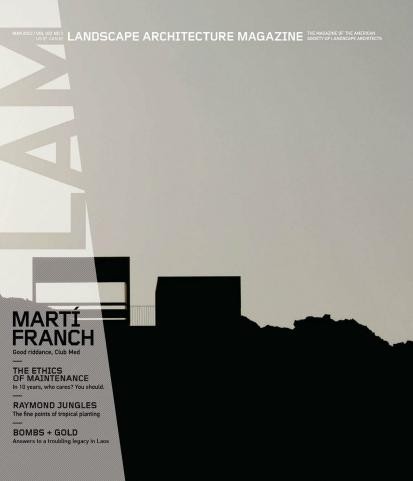 LAM
LANDSCAPE ARCHITECTURE MAGAZINE
THE MAGAZINE OF THE AMERICAN
SOCIETY OF LANDSCAPE ARCHITECTS
MARTÍ
FRANCH
Good riddance, Club Med
THE ETHICS
OF MAINTENANCE
In 10 years, who cares? You should.
RAYMOND JUNGLES
The fine points of tropical planting
BOMBS + GOLD
Answers to a troubling legacy in Laos